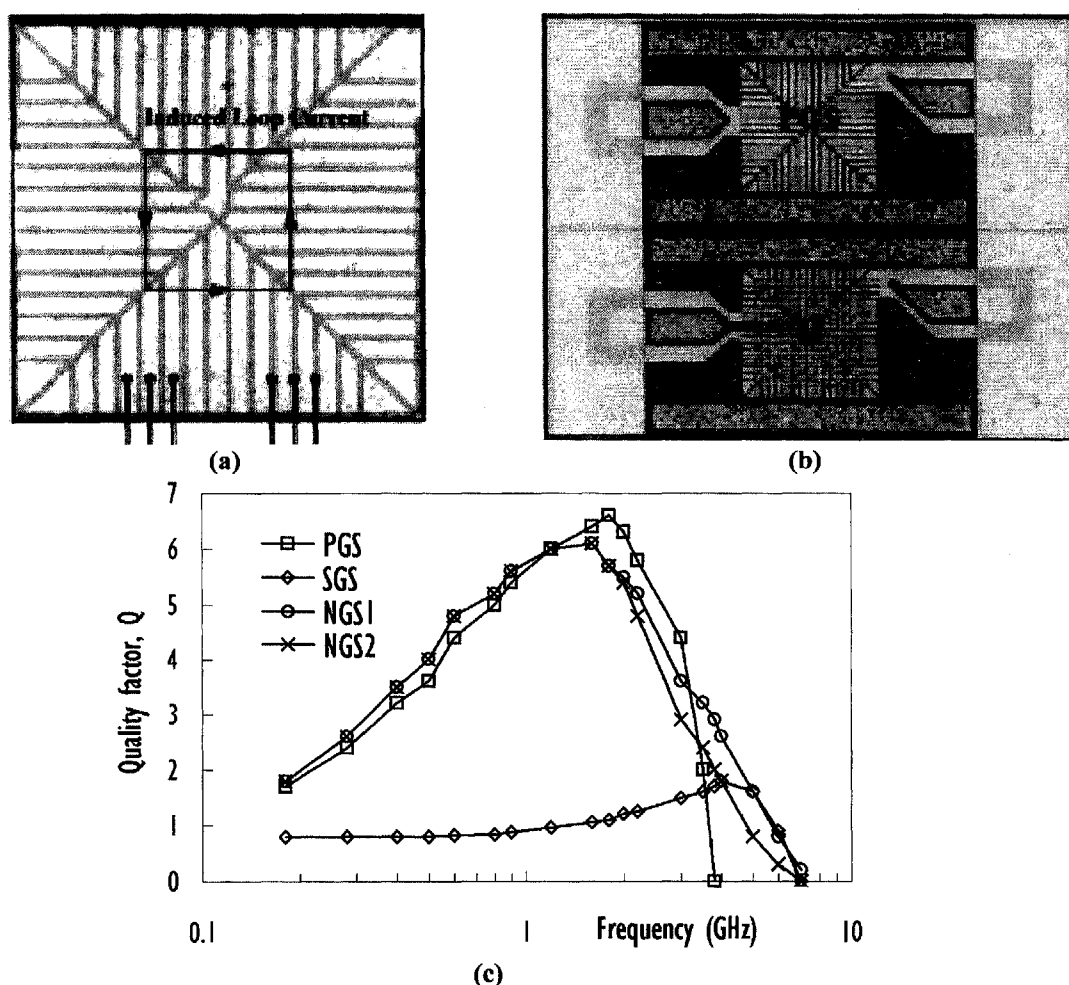 Induced Loop Current
(a)
(b)
7
6
5
4
3
2
1
0
Quality factor, Q
PGS
SGS
NGS1
NGS2
0.1
1
Frequency (GHz)
10
(c)